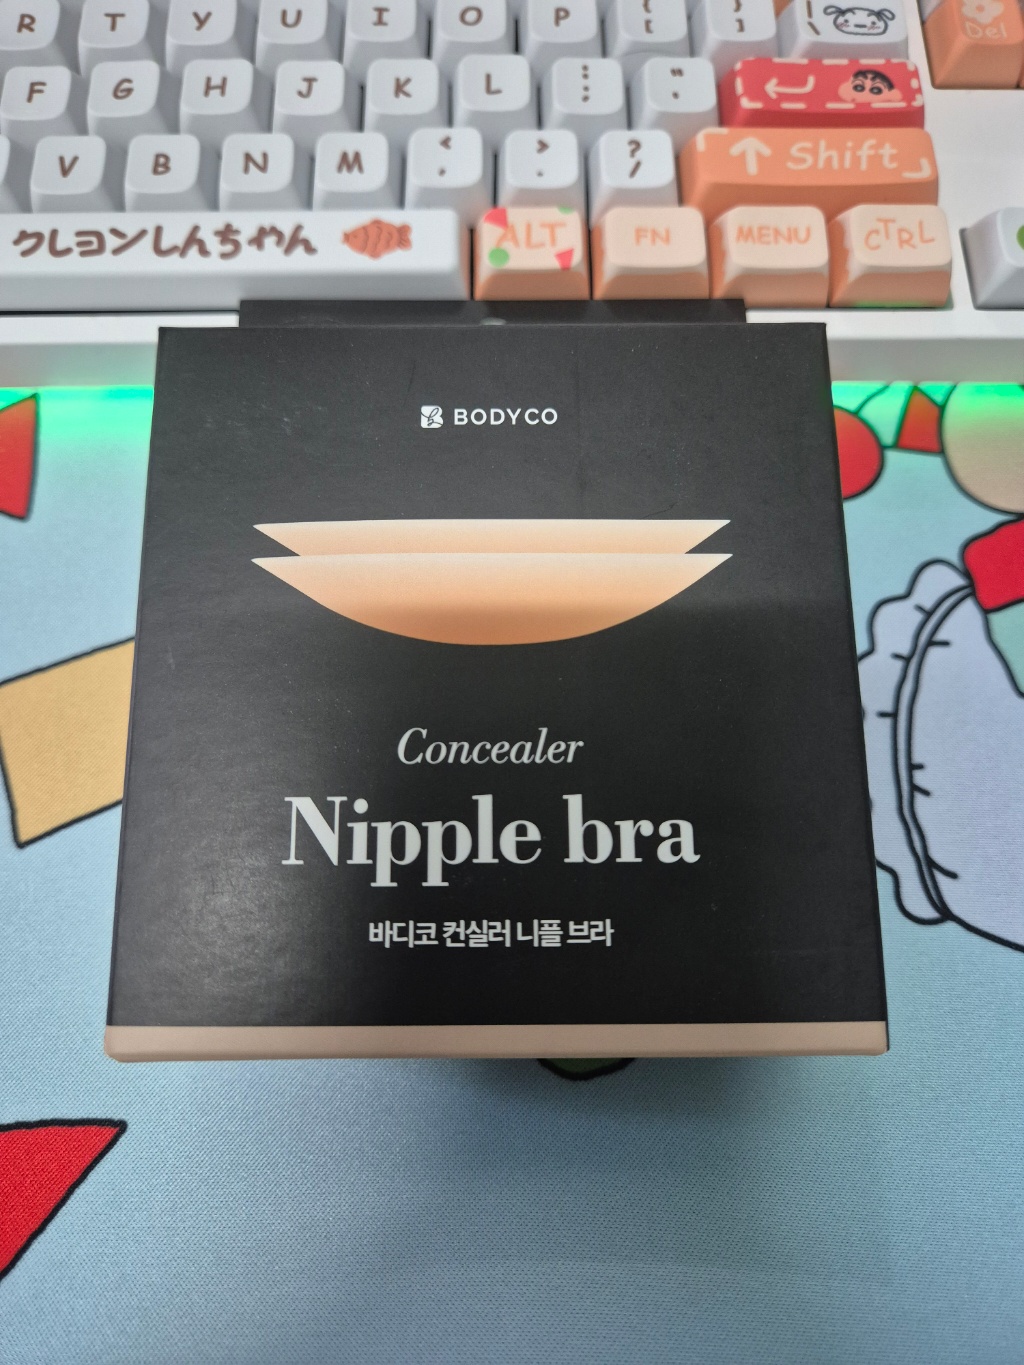 R T Y U I O P { [ } ] | \ Del
F G H J K L : ; " '
V B N M < , > . ? / Shift
クレヨンしんちゃん ALT FN MENU CTRL
BODYCO
Concealer
Nipple bra
바디코 컨실러 니플 브라